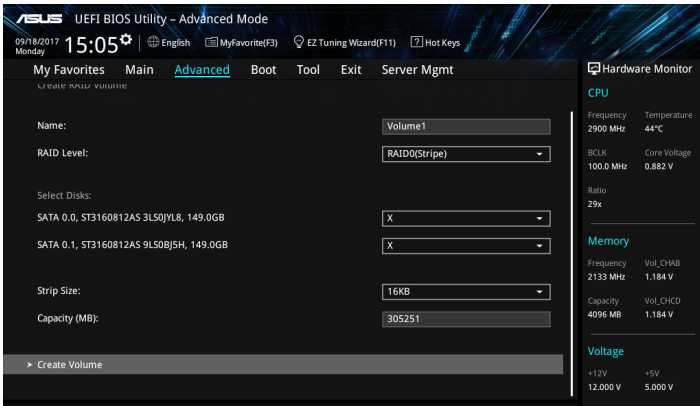 ASUS UEFI BIOS Utility – Advanced Mode
09/18/2017 Monday 15:05 English MyFavorite(F3) EZ Tuning Wizard(F11) ? Hot Keys
My Favorites Main Advanced Boot Tool Exit Server Mgmt
Create RAID Volume
Name: Volume1
RAID Level: RAID0(Stripe)
Select Disks:
SATA 0.0, ST3160812AS 3LS0JYL8, 149.0GB X
SATA 0.1, ST3160812AS 9LS0BJ5H, 149.0GB X
Strip Size: 16KB
Capacity (MB): 305251
> Create Volume
Hardware Monitor
CPU
Frequency Temperature
2900 MHz 44°C
BCLK Core Voltage
100.0 MHz 0.882 V
Ratio
29x
Memory
Frequency Vol_CHAB
2133 MHz 1.184 V
Capacity Vol_CHCD
4096 MB 1.184 V
Voltage
+12V +5V
12.000 V 5.000 V